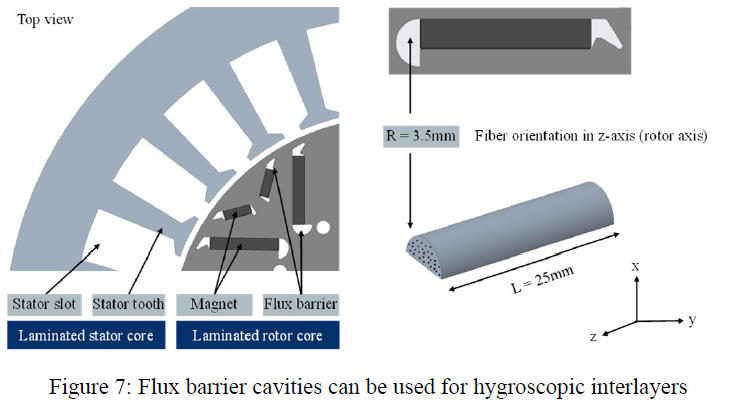 Top view
R = 3.5mm
Fiber orientation in z-axis (rotor axis)
L = 25mm
x
y
z
Stator slot
Stator tooth
Magnet
Flux barrier
Laminated stator core
Laminated rotor core
Figure 7: Flux barrier cavities can be used for hygroscopic interlayers